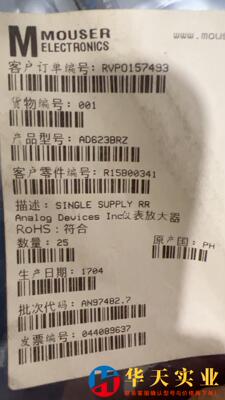 MOUSER
ELECTRONICS
www.mous
客户订单编号: RVP0157493
货物编号: 001
产品型号: AD623BRZ
客户零件编号: R15B00341
描述: SINGLE SUPPLY RR
Analog Devices Inc仪表放大器
RoHS: 符合
数量: 25
原产国: PH
生产日期: 1704
批次代码: AN97482.7
发票编号: 044089637
华天实业